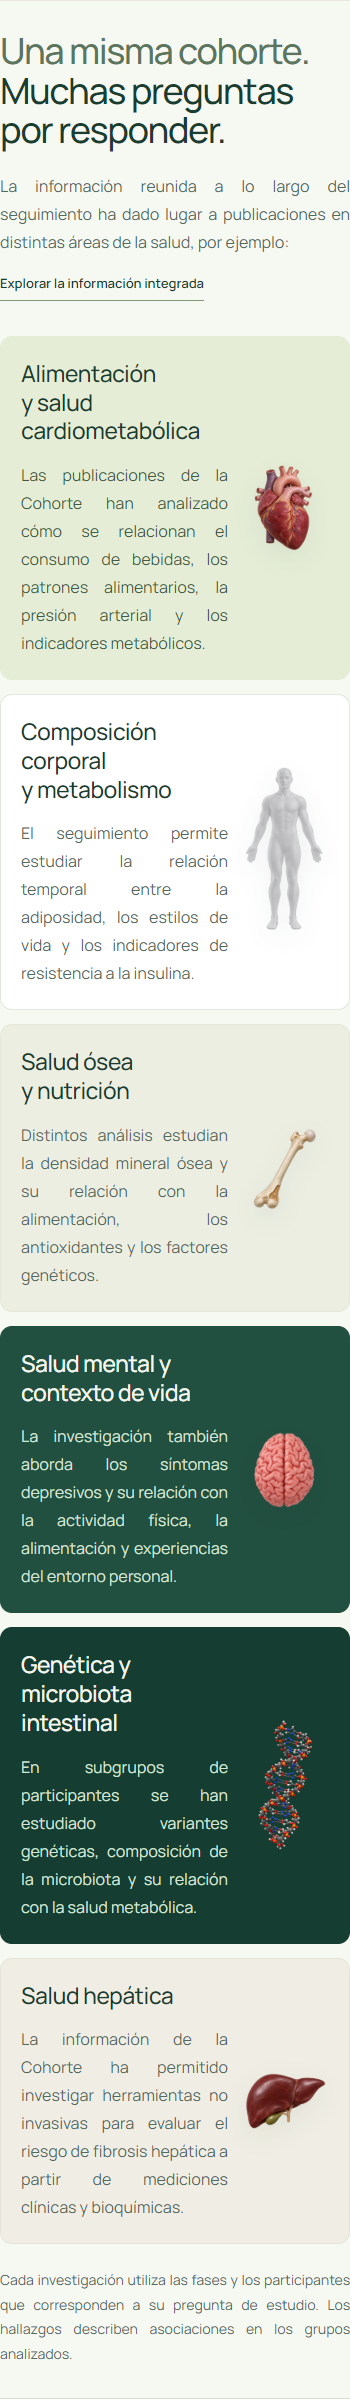 Una misma cohorte.
Muchas preguntas
por responder.
La información reunida a lo largo del
seguimiento ha dado lugar a publicaciones en
distintas áreas de la salud, por ejemplo:
Explorar la información integrada
Alimentación
y salud
cardiometabólica
Las publicaciones de la
Cohorte han analizado
cómo se relacionan el
consumo de bebidas, los
patrones alimentarios, la
presión arterial y los
indicadores metabólicos.
Composición
corporal
y metabolismo
El seguimiento permite
estudiar la relación
temporal entre la
adiposidad, los estilos de
vida y los indicadores de
resistencia a la insulina.
Salud ósea
y nutrición
Distintos análisis estudian
la densidad mineral ósea y
su relación con la
alimentación, los
antioxidantes y los factores
genéticos.
Salud mental y
contexto de vida
La investigación también
aborda los síntomas
depresivos y su relación con
la actividad física, la
alimentación y experiencias
del entorno personal.
Genética y
microbiota
intestinal
En subgrupos de
participantes se han
estudiado variantes
genéticas, composición de
la microbiota y su relación
con la salud metabólica.
Salud hepática
La información de la
Cohorte ha permitido
investigar herramientas no
invasivas para evaluar el
riesgo de fibrosis hepática a
partir de mediciones
clínicas y bioquímicas.
Cada investigación utiliza las fases y los participantes
que corresponden a su pregunta de estudio. Los
hallazgos describen asociaciones en los grupos
analizados.